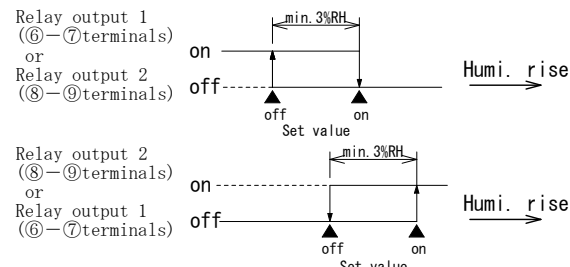 Relay output 1
(⑥－⑦terminals)
or
Relay output 2
(⑧－⑨terminals)
min.3%RH
on
off
off
on
Set value
Humi. rise
Relay output 2
(⑧－⑨terminals)
or
Relay output 1
(⑥－⑦terminals)
min.3%RH
on
off
off
on
Set value
Humi. rise